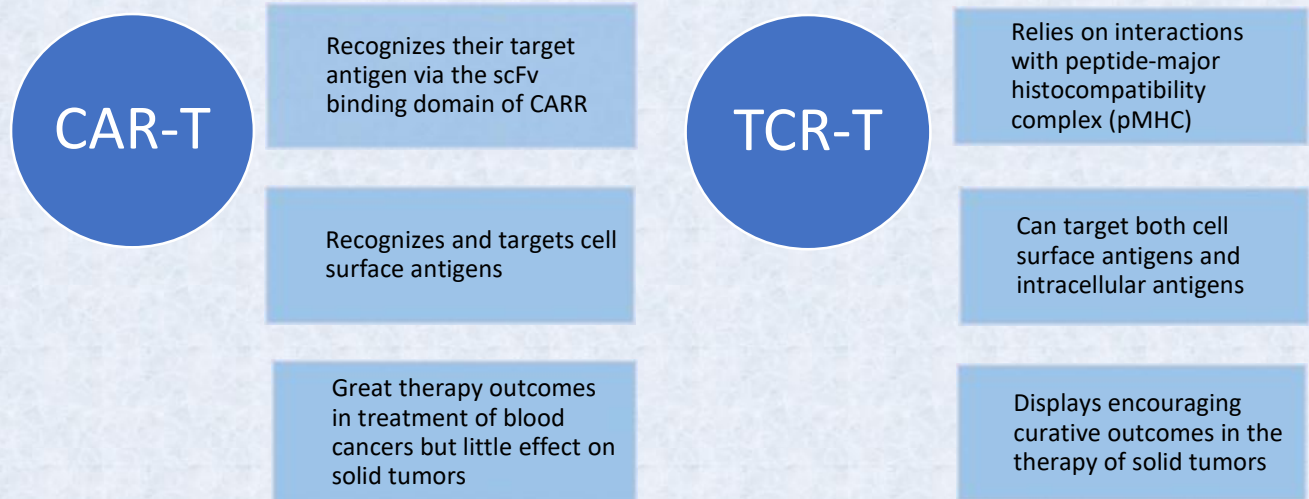 CAR-T
Recognizes their target
antigen via the scFv
binding domain of CARR
Recognizes and targets cell
surface antigens
Great therapy outcomes
in treatment of blood
cancers but little effect on
solid tumors
TCR-T
Relies on interactions
with peptide-major
histocompatibility
complex (pMHC)
Can target both cell
surface antigens and
intracellular antigens
Displays encouraging
curative outcomes in the
therapy of solid tumors